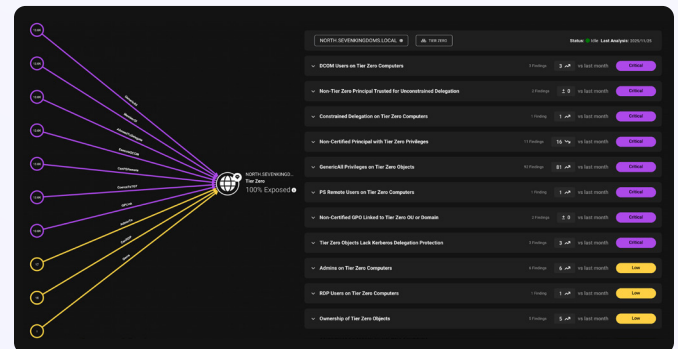 NORTH.SEVENKINGDOMS.LOCAL
TIER ZERO
Status: Idle Last Analysis: 2025/11/25
DCOM Users on Tier Zero Computers
3 Findings 3 vs last month Critical
Non-Tier Zero Principal Trusted for Unconstrained Delegation
2 Findings ± 0 vs last month Critical
Constrained Delegation on Tier Zero Computers
1 Finding 1 vs last month Critical
Non-Certified Principal with Tier Zero Privileges
11 Findings 16 vs last month Critical
GenericAll Privileges on Tier Zero Objects
Findings 81 vs last month Critical
PS Remote Users on Tier Zero Computers
1 Finding 1 vs last month Critical
Non-Certified GPO Linked to Tier Zero OU or Domain
2 Findings ± 0 vs last month Critical
Tier Zero Objects Lack Kerberos Delegation Protection
3 Findings 3 vs last month Critical
Admins on Tier Zero Computers
6 Findings 6 vs last month Low
RDP Users on Tier Zero Computers
1 Finding 1 vs last month Low
Ownership of Tier Zero Objects
5 Findings 5 vs last month Low
NORTH.SEVENKINGD...
Tier Zero
100% Exposed